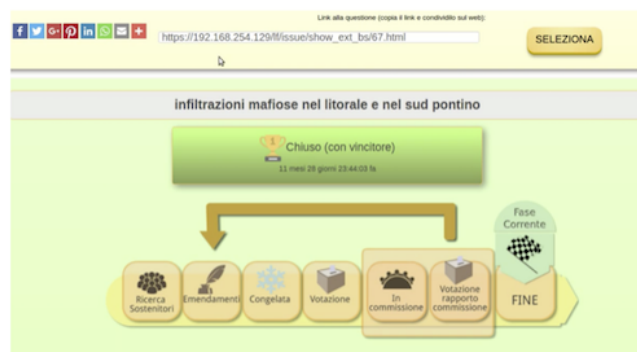 Link alla questione (copia il link e condividilo sul web):
https://192.168.254.129/lf/issue/show_ext_bs/67.html
SELEZIONA
infiltrazioni mafiose nel litorale e nel sud pontino
1
Chiuso (con vincitore)
11 mesi 28 giorni 23:44:03 fa
Fase
Corrente
Ricerca
Sostenitori
Emendamenti
Congelata
Votazione
In
commissione
Votazione
rapporto
commissione
FINE